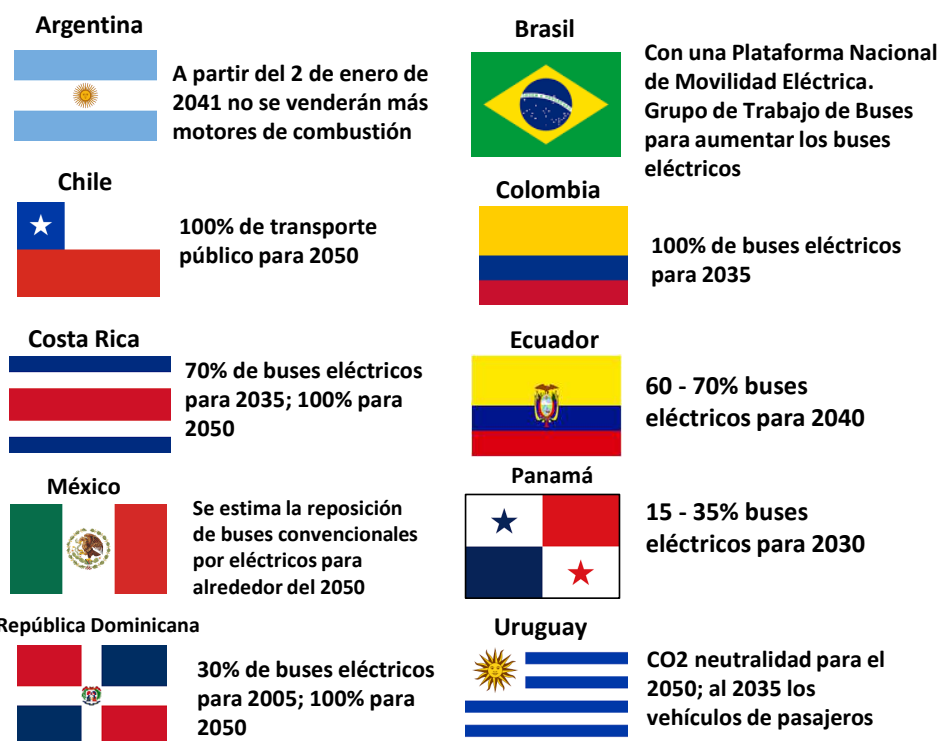 Argentina
A partir del 2 de enero de
2041 no se venderán más
motores de combustión
Brasil
Con una Plataforma Nacional
de Movilidad Eléctrica.
Grupo de Trabajo de Buses
para aumentar los buses
eléctricos
Chile
100% de transporte
público para 2050
Colombia
100% de buses eléctricos
para 2035
Costa Rica
70% de buses eléctricos
para 2035; 100% para
2050
Ecuador
60 - 70% buses
eléctricos para 2040
México
Se estima la reposición
de buses convencionales
por eléctricos para
alrededor del 2050
Panamá
15 - 35% buses
eléctricos para 2030
República Dominicana
30% de buses eléctricos
para 2005; 100% para
2050
Uruguay
CO2 neutralidad para el
2050; al 2035 los
vehículos de pasajeros